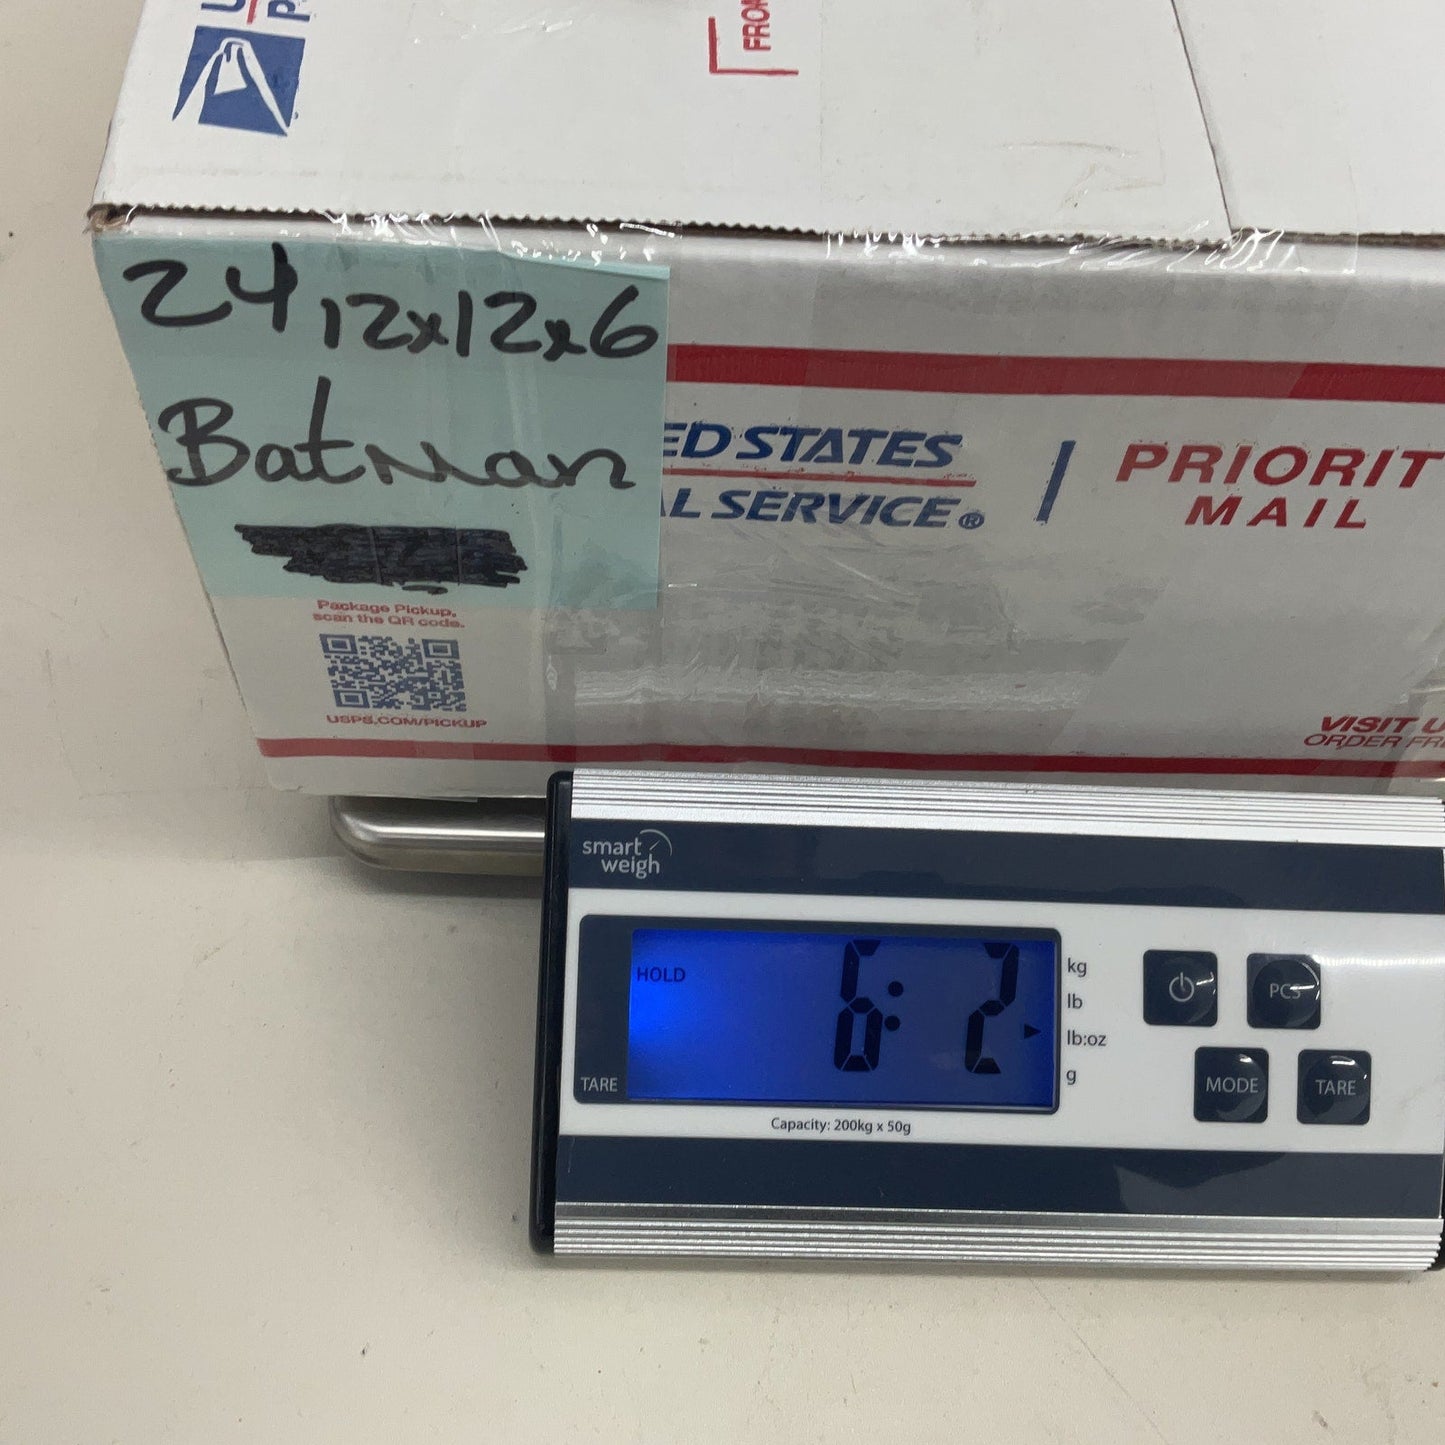 FROM
24 12x12x6
Batman
ED STATES
AL SERVICE®
PRIORIT
MAIL
Package Pickup,
scan the QR code.
USPS.COM/PICKUP
VISIT U
ORDER FR
smart
weigh
HOLD
6:2
TARE
kg
lb
lb:oz
g
Capacity: 200kg x 50g
PCS
MODE
TARE